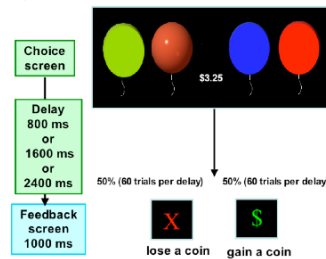 Choice
screen
$3.25
Delay
800 ms
or
1600 ms
or
2400 ms
50% (60 trials per delay)
50% (60 trials per delay
Feedback
screen
1000 ms
X
$
lose a coin
gain a coin